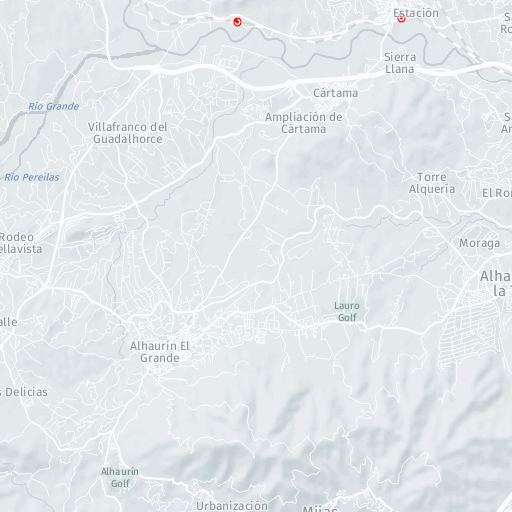 Estación
Sierra
Llana
Cártama
Río Grande
Villafranco del
Guadalhorce
Ampliación de
Cártama
Río Pereilas
Torre
Alquería
El Ro
Rodeo
ellavista
Moraga
Alha
la
Lauro
Golf
alle
Alhaurín El
Grande
s Delicias
Alhaurín
Golf
Urbanización
Mijas